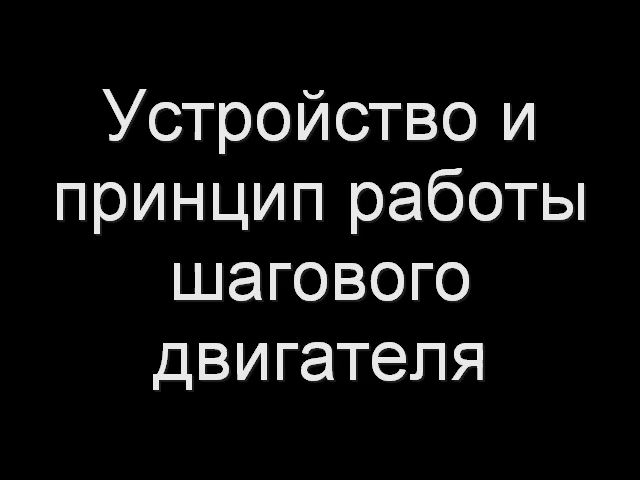 Устройство и
принцип работы
шагового
двигателя